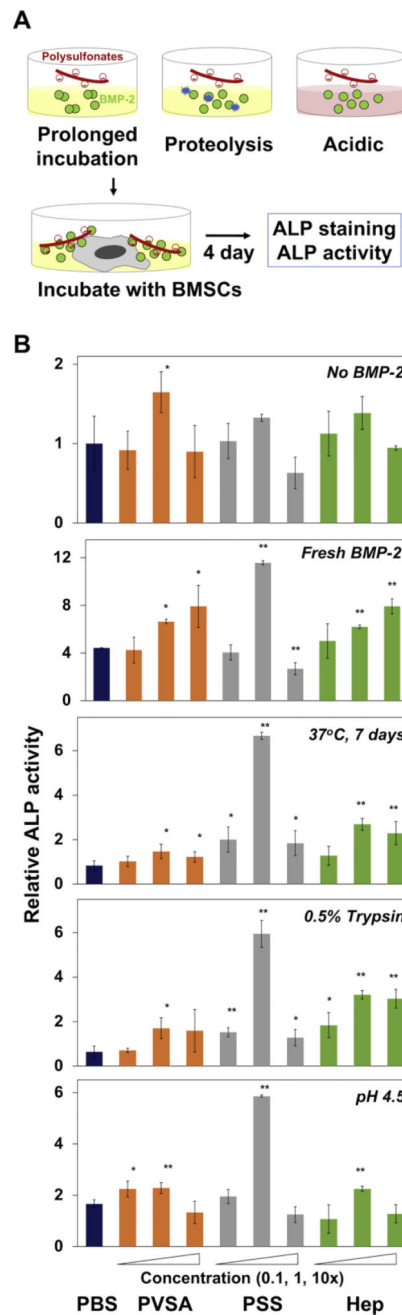 A
Polysulfonates
BMP-2
Prolonged incubation
Proteolysis
Acidic
4 day
ALP staining
ALP activity
Incubate with BMSCs
B
Relative ALP activity
No BMP-2
2
*
1
0
Fresh BMP-2
12
**
*
*
**
**
8
**
4
0
37°C, 7 days
6
**
4
*
*
*
*
**
**
2
0
0.5% Trypsin
6
**
4
*
**
*
*
**
**
2
0
pH 4.5
6
**
4
*
**
**
2
0
Concentration (0.1, 1, 10x)
PBS
PVSA
PSS
Hep